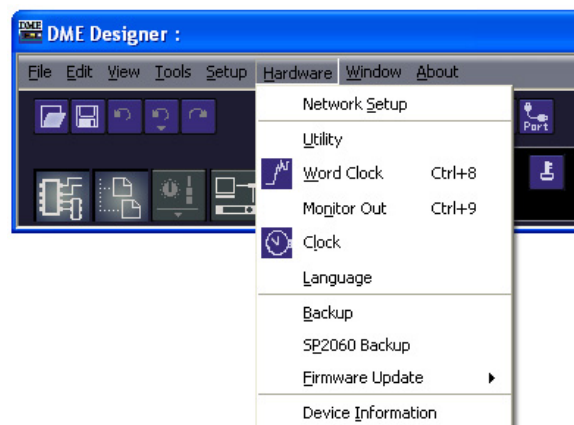 DME DME Designer :
File Edit View Tools Setup Hardware Window About
Network Setup
Port
Utility
Word Clock Ctrl+8
Monitor Out Ctrl+9
Clock
Language
Backup
SP2060 Backup
Firmware Update
Device Information